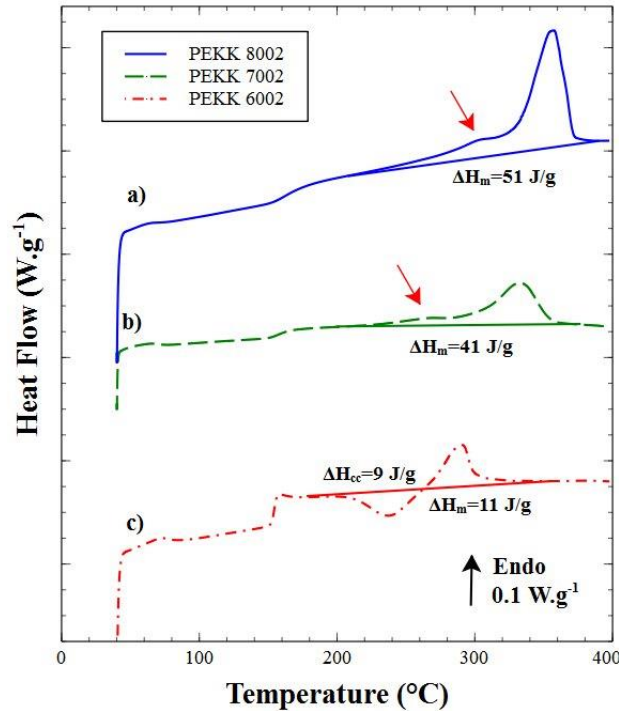 PEKK 8002
PEKK 7002
PEKK 6002
a)
ΔHm=51 J/g
b)
ΔHm=41 J/g
ΔHcc=9 J/g
ΔHm=11 J/g
c)
Endo
0.1 W.g-1
Heat Flow (W.g-1)
0 100 200 300 400
Temperature (°C)